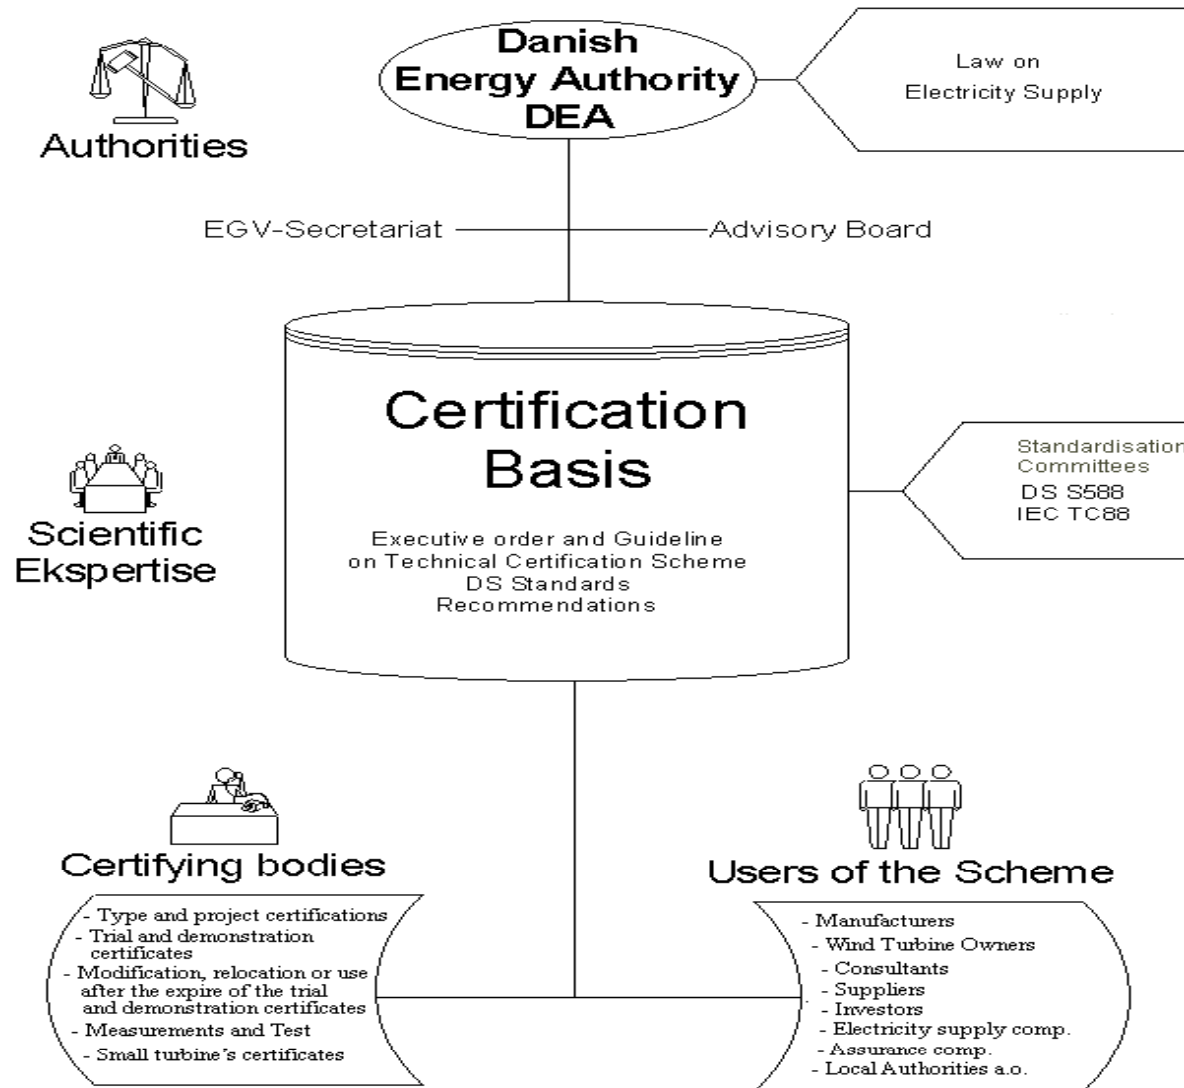 Danish
Energy Authority
DEA
Law on
Electricity Supply
Authorities
EGV-Secretariat
Advisory Board
Certification
Basis
Executive order and Guideline
on Technical Certification Scheme
DS Standards
Recommendations
Standardisation
Committees
DS S588
IEC TC88
Scientific
Ekspertise
Certifying bodies
- Type and project certifications
- Trial and demonstration
certificates
- Modification, relocation or use
after the expire of the trial
and demonstration certificates
- Measurements and Test
- Small turbine's certificates
Users of the Scheme
- Manufacturers
- Wind Turbine Owners
- Consultants
- Suppliers
- Investors
- Electricity supply comp.
- Assurance comp.
- Local Authorities a.o.